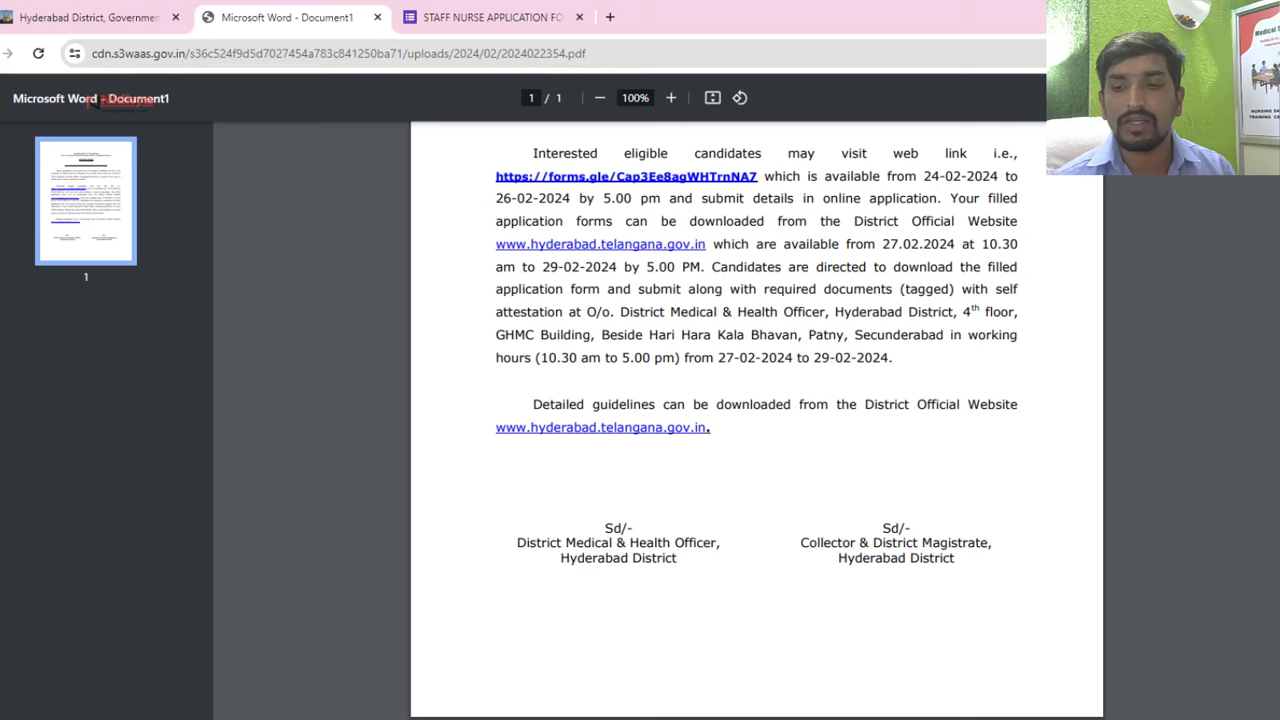 Hyderabad District, Governmen
Microsoft Word - Document1
STAFF NURSE APPLICATION FO
cdn.s3waas.gov.in/s36c524f9d5d7027454a783c841250ba71/uploads/2024/02/2024022354.pdf
Microsoft Word - Document1
1 / 1
100%
1
Interested eligible candidates may visit web link i.e.,
https://forms.gle/Cap3Ee8agWHTrnNA7 which is available from 24-02-2024 to
26-02-2024 by 5.00 pm and submit details in online application. Your filled
application forms can be downloaded from the District Official Website
www.hyderabad.telangana.gov.in which are available from 27.02.2024 at 10.30
am to 29-02-2024 by 5.00 PM. Candidates are directed to download the filled
application form and submit along with required documents (tagged) with self
attestation at O/o. District Medical & Health Officer, Hyderabad District, 4th floor,
GHMC Building, Beside Hari Hara Kala Bhavan, Patny, Secunderabad in working
hours (10.30 am to 5.00 pm) from 27-02-2024 to 29-02-2024.
Detailed guidelines can be downloaded from the District Official Website
www.hyderabad.telangana.gov.in.
Sd/-
District Medical & Health Officer,
Hyderabad District
Sd/-
Collector & District Magistrate,
Hyderabad District
Medical S
NURSING SK
TRAINING CE